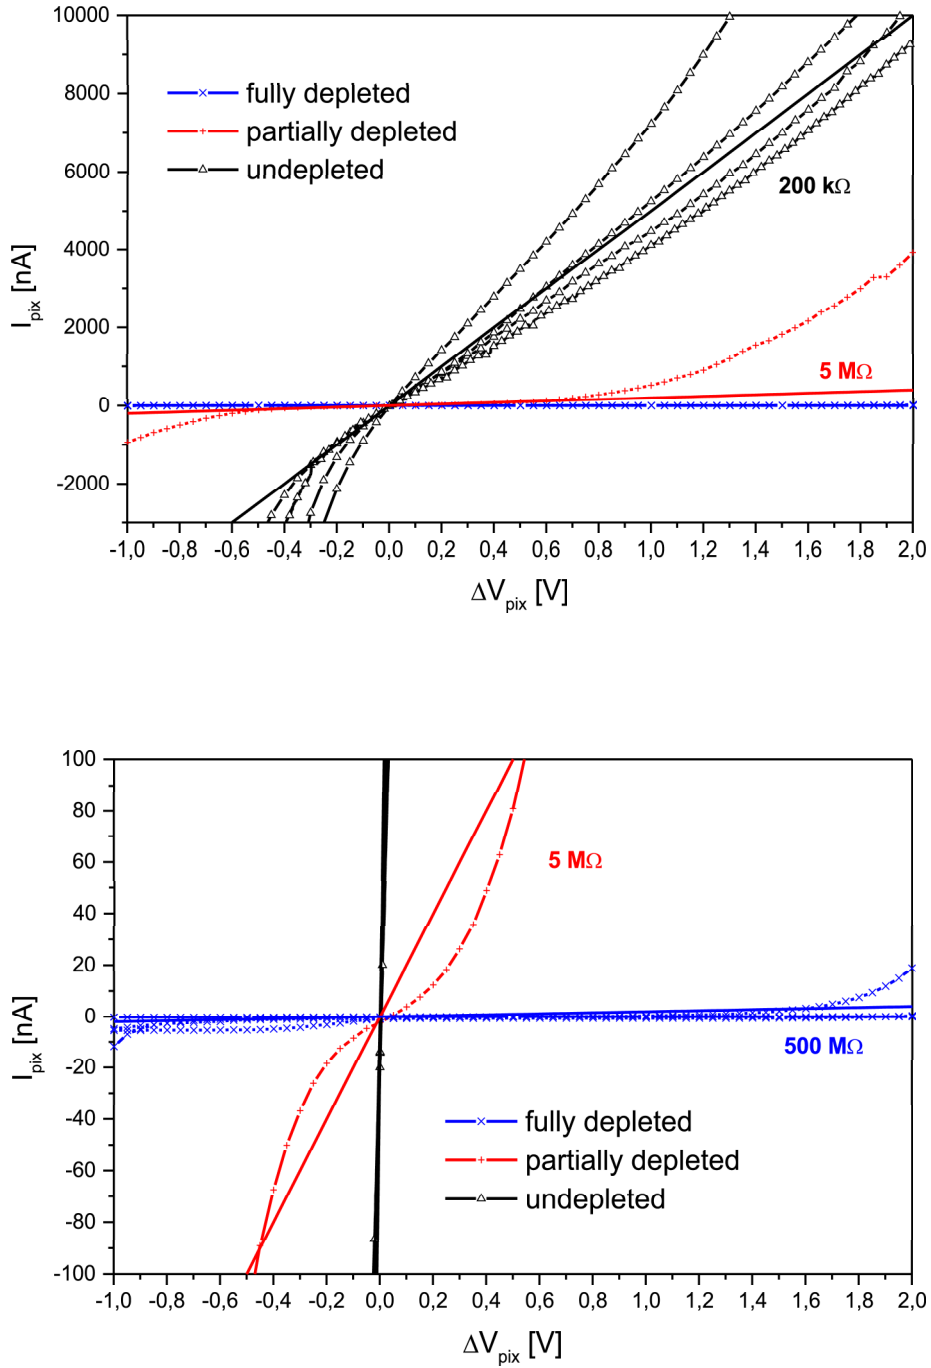 10000
8000
6000
4000
2000
0
-2000
I_pix [nA]
fully depleted
partially depleted
undepleted
200 kΩ
5 MΩ
-1,0 -0,8 -0,6 -0,4 -0,2 0,0 0,2 0,4 0,6 0,8 1,0 1,2 1,4 1,6 1,8 2,0
ΔV_pix [V]
100
80
60
40
20
0
-20
-40
-60
-80
-100
I_pix [nA]
5 MΩ
500 MΩ
fully depleted
partially depleted
undepleted
-1,0 -0,8 -0,6 -0,4 -0,2 0,0 0,2 0,4 0,6 0,8 1,0 1,2 1,4 1,6 1,8 2,0
ΔV_pix [V]